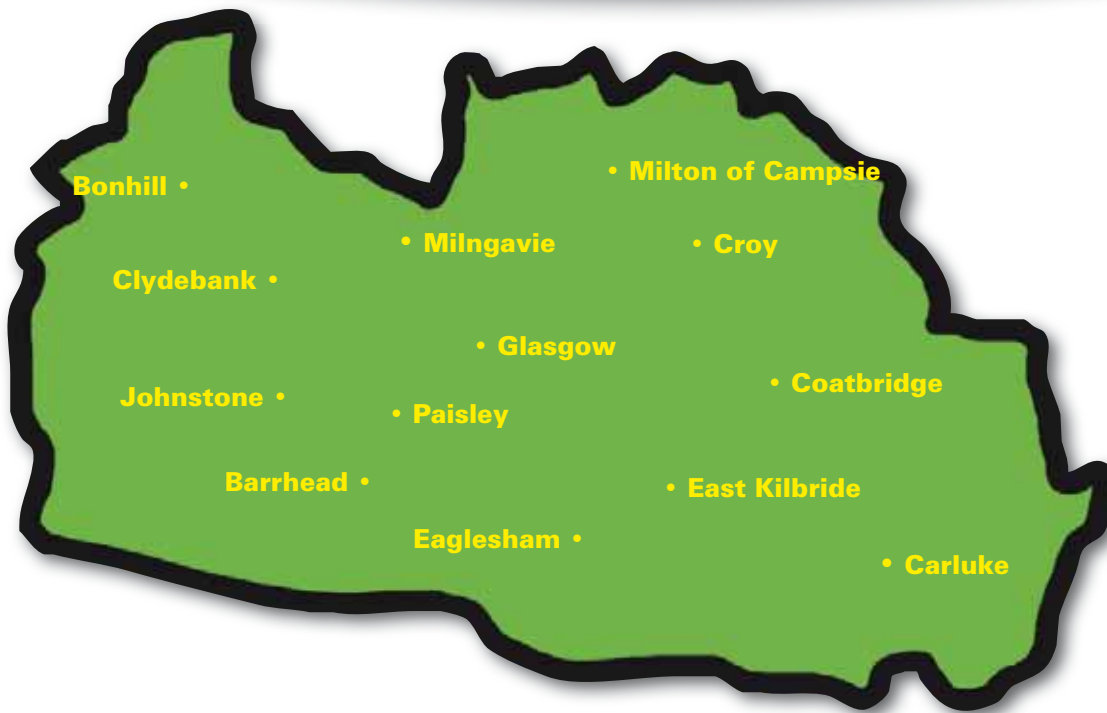 Milton of Campsie
Bonhill
Milngavie
Croy
Clydebank
Glasgow
Coatbridge
Johnstone
Paisley
Barrhead
East Kilbride
Eaglesham
Carluke